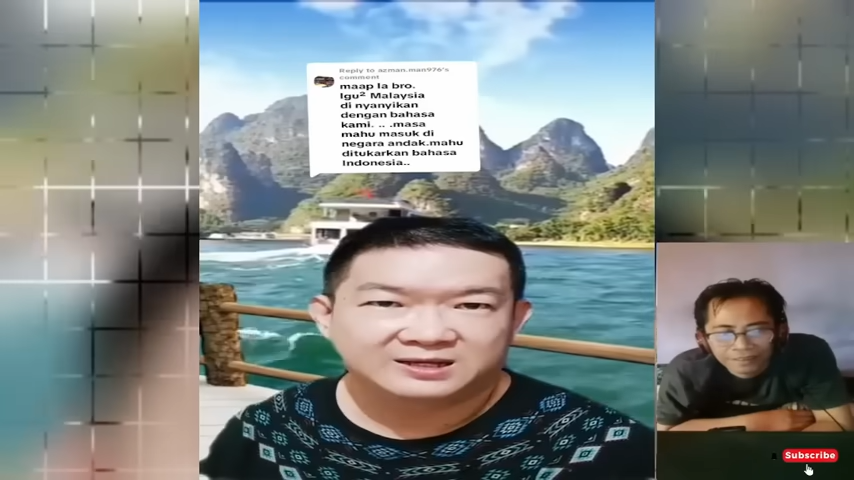 Reply to azman.man976's
comment
maap la bro.
lgu² Malaysia
di nyanyikan
dengan bahasa
kami. .. .masa
mahu masuk di
negara andak.mahu
ditukarkan bahasa
Indonesia..
Subscribe